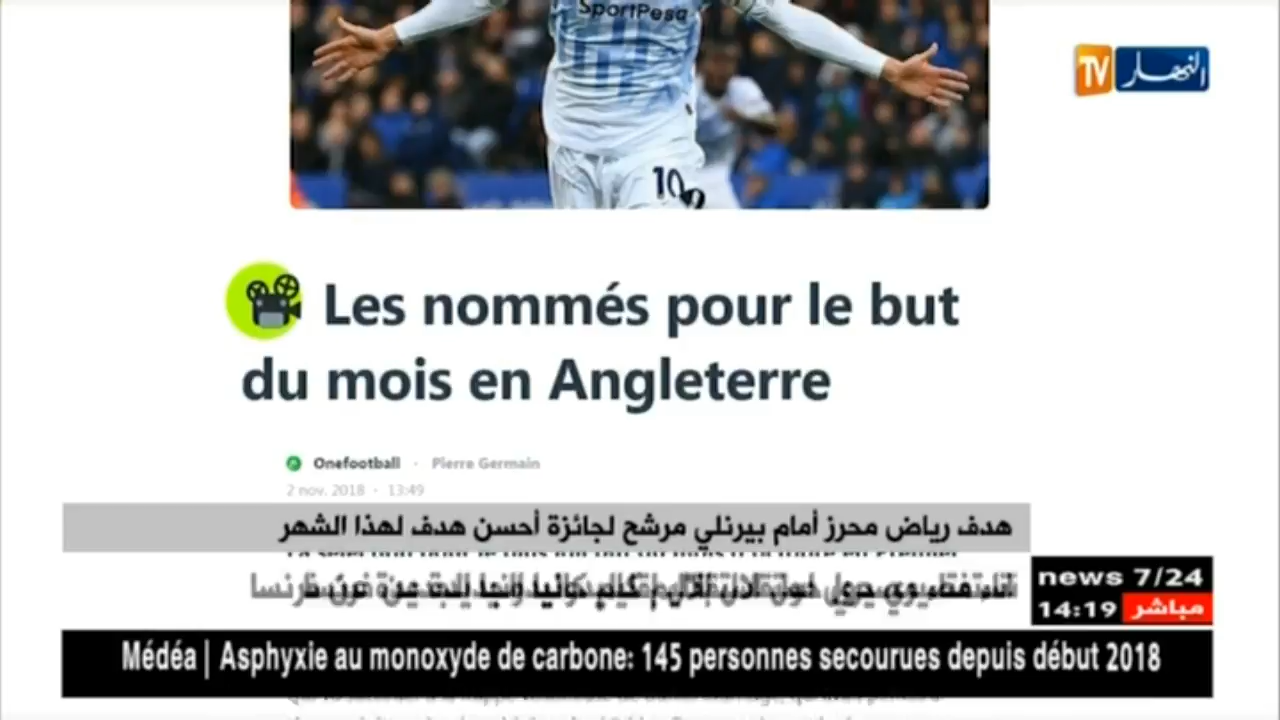 SportPesa
10
TV النهار
Les nommés pour le but
du mois en Angleterre
Onefootball · Pierre Germain
2 nov. 2018 · 13:49
هدف رياض محرز أمام بيرنلي مرشح لجائزة أحسن هدف لهذا الشهر
news 7/24
14:19 مباشر
Médéa | Asphyxie au monoxyde de carbone: 145 personnes secourues depuis début 2018